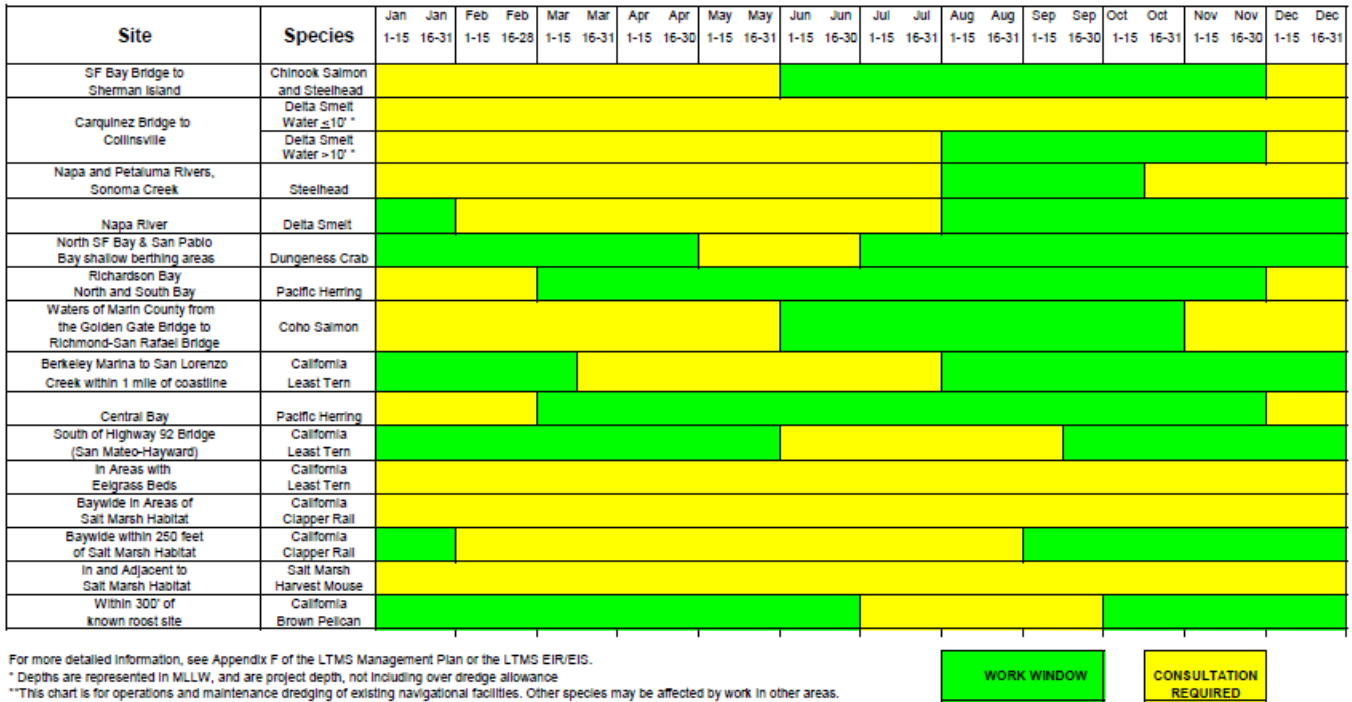 Jan Jan Feb Feb Mar Mar Apr Apr May May Jun Jun Jul Jul Aug Aug Sep Sep Oct Oct Nov Nov Dec Dec
Site Species 1-15 16-31 1-15 16-28 1-15 16-31 1-15 16-30 1-15 16-31 1-15 16-30 1-15 16-31 1-15 16-31 1-15 16-30 1-15 16-31 1-15 16-30 1-15 16-31
SF Bay Bridge to Chinook Salmon
Sherman Island and Steelhead
Carquinez Bridge to
Collinsville
Delta Smelt
Water ≤10' *
Delta Smelt
Water >10' *
Napa and Petaluma Rivers,
Sonoma Creek Steelhead
Napa River Delta Smelt
North SF Bay & San Pablo
Bay shallow berthing areas Dungeness Crab
Richardson Bay
North and South Bay Pacific Herring
Waters of Marin County from
the Golden Gate Bridge to Coho Salmon
Richmond-San Rafael Bridge
Berkeley Marina to San Lorenzo California
Creek within 1 mile of coastline Least Tern
Central Bay Pacific Herring
South of Highway 92 Bridge California
(San Mateo-Hayward) Least Tern
In Areas with California
Eelgrass Beds Least Tern
Baywide in Areas of California
Salt Marsh Habitat Clapper Rail
Baywide within 250 feet California
of Salt Marsh Habitat Clapper Rail
In and Adjacent to Salt Marsh
Salt Marsh Habitat Harvest Mouse
Within 300' of California
known roost site Brown Pelican
For more detailed information, see Appendix F of the LTMS Management Plan or the LTMS EIR/EIS.
* Depths are represented in MLLW, and are project depth, not including over dredge allowance
**This chart is for operations and maintenance dredging of existing navigational facilities. Other species may be affected by work in other areas.
WORK WINDOW
CONSULTATION
REQUIRED